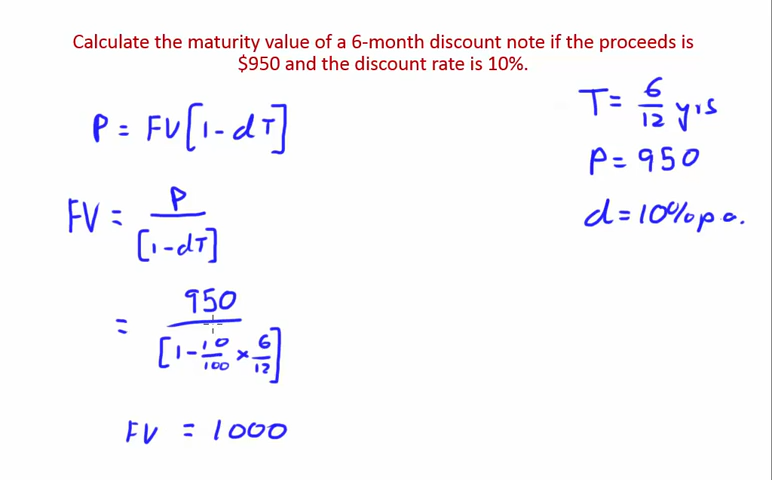 Calculate the maturity value of a 6-month discount note if the proceeds is
$950 and the discount rate is 10%.
T = 6/12 yrs
P = FV[1 - dT]
P = 950
FV = P/[1 - dT]
d = 10% p.a.
= 950/[1 - 10/100 × 6/12]
FV = 1000